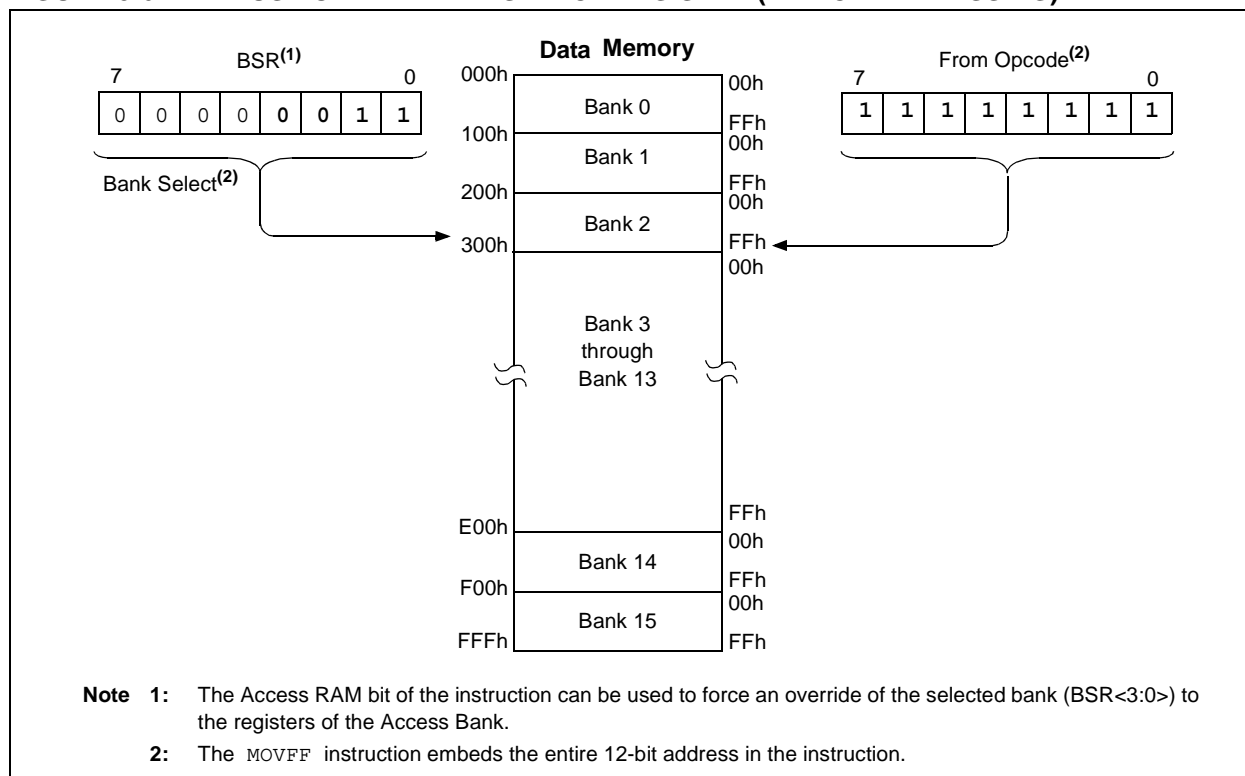 Data Memory
BSR(1)
7 0
0 0 0 0 0 0 1 1
Bank Select(2)
From Opcode(2)
7 0
1 1 1 1 1 1 1 1
000h
00h
Bank 0
FFh
100h
00h
Bank 1
FFh
200h
00h
Bank 2
FFh
300h
00h
Bank 3
through
Bank 13
FFh
E00h
00h
Bank 14
FFh
F00h
00h
Bank 15
FFFh
FFh
Note 1: The Access RAM bit of the instruction can be used to force an override of the selected bank (BSR<3:0>) to
the registers of the Access Bank.
2: The MOVFF instruction embeds the entire 12-bit address in the instruction.